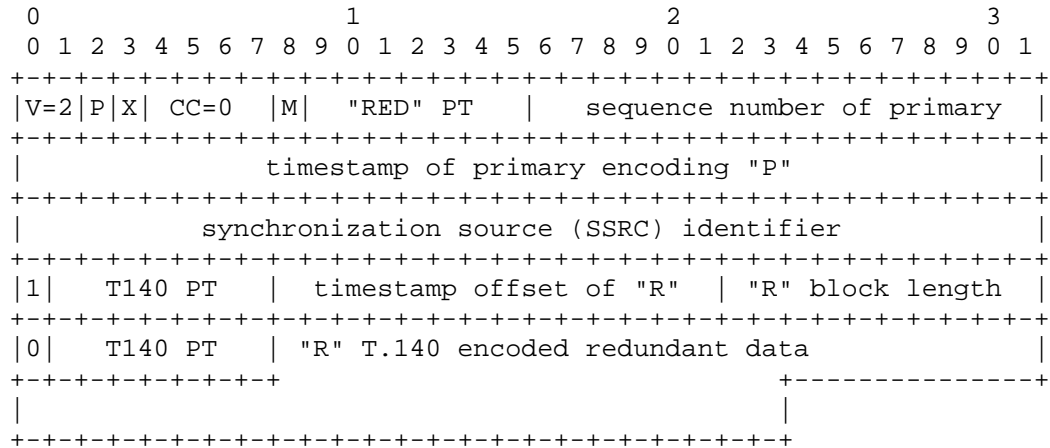 0                   1                   2                   3
 0 1 2 3 4 5 6 7 8 9 0 1 2 3 4 5 6 7 8 9 0 1 2 3 4 5 6 7 8 9 0 1
+-+-+-+-+-+-+-+-+-+-+-+-+-+-+-+-+-+-+-+-+-+-+-+-+-+-+-+-+-+-+-+-+
|V=2|P|X| CC=0  |M|  "RED" PT   |   sequence number of primary  |
+-+-+-+-+-+-+-+-+-+-+-+-+-+-+-+-+-+-+-+-+-+-+-+-+-+-+-+-+-+-+-+-+
|               timestamp of primary encoding "P"               |
+-+-+-+-+-+-+-+-+-+-+-+-+-+-+-+-+-+-+-+-+-+-+-+-+-+-+-+-+-+-+-+-+
|           synchronization source (SSRC) identifier            |
+-+-+-+-+-+-+-+-+-+-+-+-+-+-+-+-+-+-+-+-+-+-+-+-+-+-+-+-+-+-+-+-+
|1|   T140 PT   |  timestamp offset of "R"  | "R" block length  |
+-+-+-+-+-+-+-+-+-+-+-+-+-+-+-+-+-+-+-+-+-+-+-+-+-+-+-+-+-+-+-+-+
|0|   T140 PT   | "R" T.140 encoded redundant data              |
+-+-+-+-+-+-+-+-+                               +---------------+
|                                               |
+-+-+-+-+-+-+-+-+-+-+-+-+-+-+-+-+-+-+-+-+-+-+-+-+